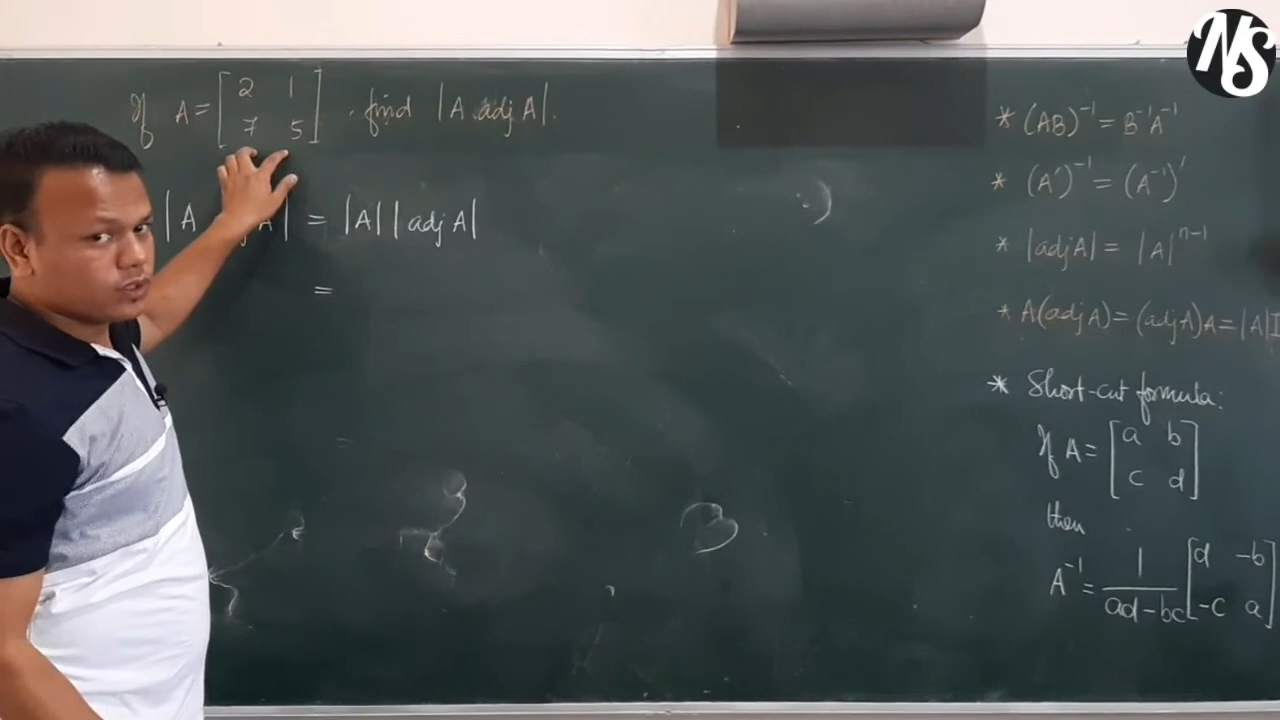 If A = [2 1; 7 5], find |A adj A|.
|A adj A| = |A| |adj A|
=
* (AB)⁻¹ = B⁻¹A⁻¹
* (A')⁻¹ = (A⁻¹)'
* |adj A| = |A|ⁿ⁻¹
* A(adj A) = (adj A)A = |A|I
* Short-cut formula:
If A = [a b; c d]
then
A⁻¹ = 1/(ad-bc) [d -b; -c a]
NS